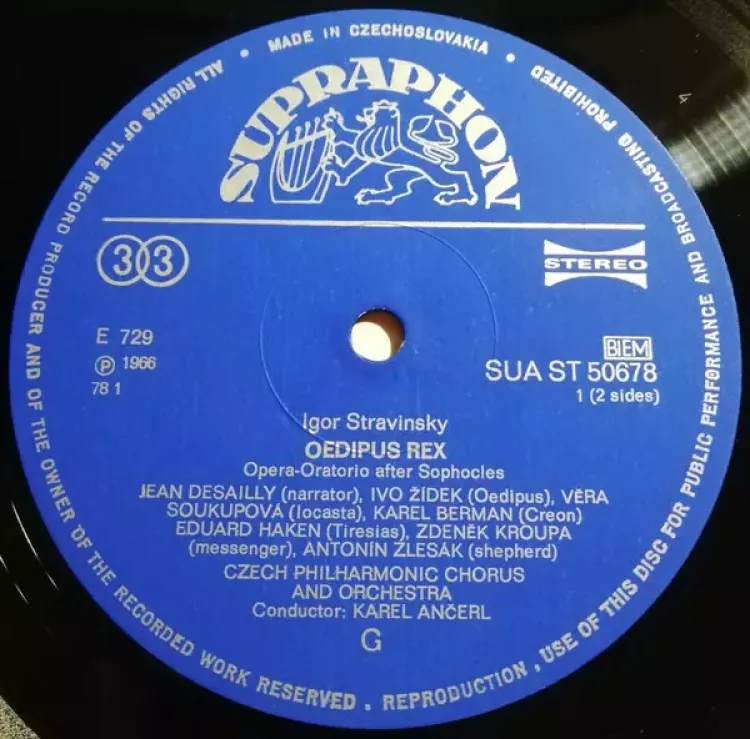 ALL RIGHTS OF THE RECORD PRODUCER AND OF THE OWNER OF THE RECORDED WORK RESERVED . REPRODUCTION , USE OF THIS DISC FOR PUBLIC PERFORMANCE AND BROADCASTING PROHIBITED
• MADE IN CZECHOSLOVAKIA •
SUPRAPHON
33
STEREO
E 729
℗ 1966
78 1
BIEM
SUA ST 50678
1 (2 sides)
Igor Stravinsky
OEDIPUS REX
Opera-Oratorio after Sophocles
JEAN DESAILLY (narrator), IVO ŽÍDEK (Oedipus), VĚRA
SOUKUPOVÁ (Iocasta), KAREL BERMAN (Creon)
EDUARD HAKEN (Tiresias), ZDENĚK KROUPA
(messenger), ANTONÍN ZLESÁK (shepherd)
CZECH PHILHARMONIC CHORUS
AND ORCHESTRA
Conductor: KAREL ANČERL
G
4